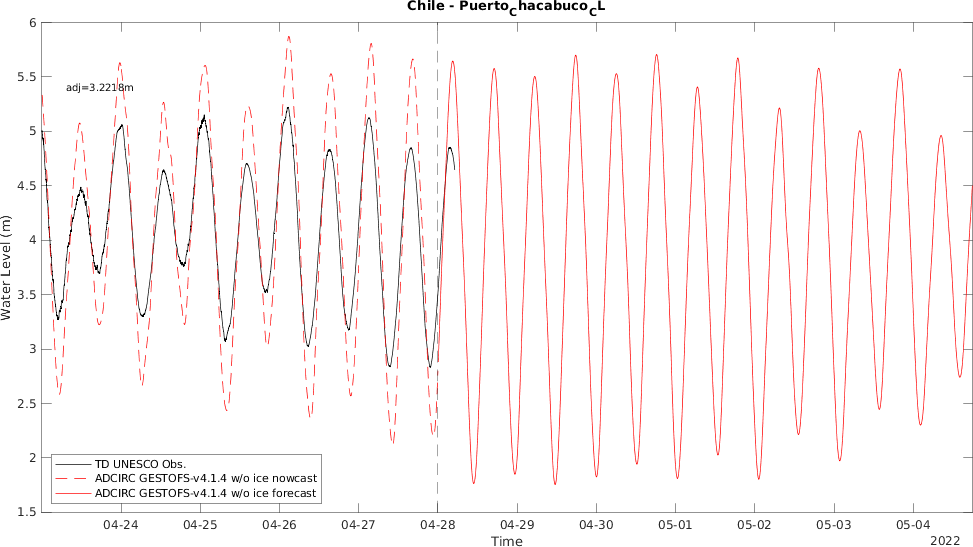 Chile - Puerto_Chacabuco_CL
6
5.5
adj=3.2218m
5
4.5
4
3.5
3
2.5
2
1.5
Water Level (m)
TD UNESCO Obs.
ADCIRC GESTOFS-v4.1.4 w/o ice nowcast
ADCIRC GESTOFS-v4.1.4 w/o ice forecast
04-24 04-25 04-26 04-27 04-28 04-29 04-30 05-01 05-02 05-03 05-04
Time
2022